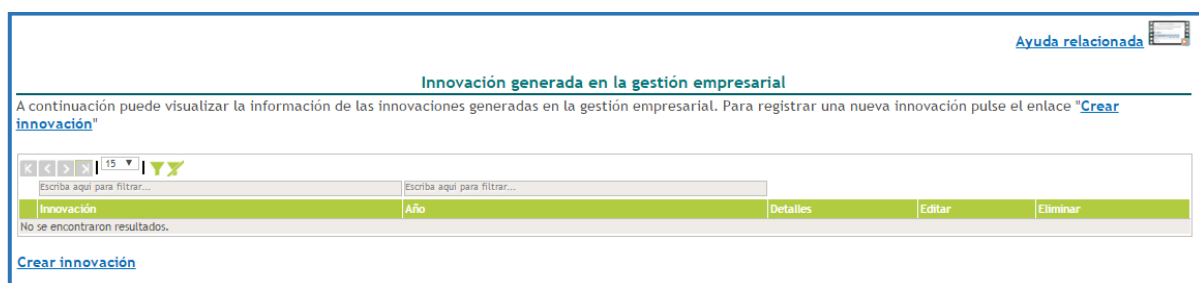 Ayuda relacionada
Innovación generada en la gestión empresarial
A continuación puede visualizar la información de las innovaciones generadas en la gestión empresarial. Para registrar una nueva innovación pulse el enlace "Crear
innovación"
15
Escriba aquí para filtrar... Escriba aquí para filtrar...
Innovación Año Detalles Editar Eliminar
No se encontraron resultados.
Crear innovación